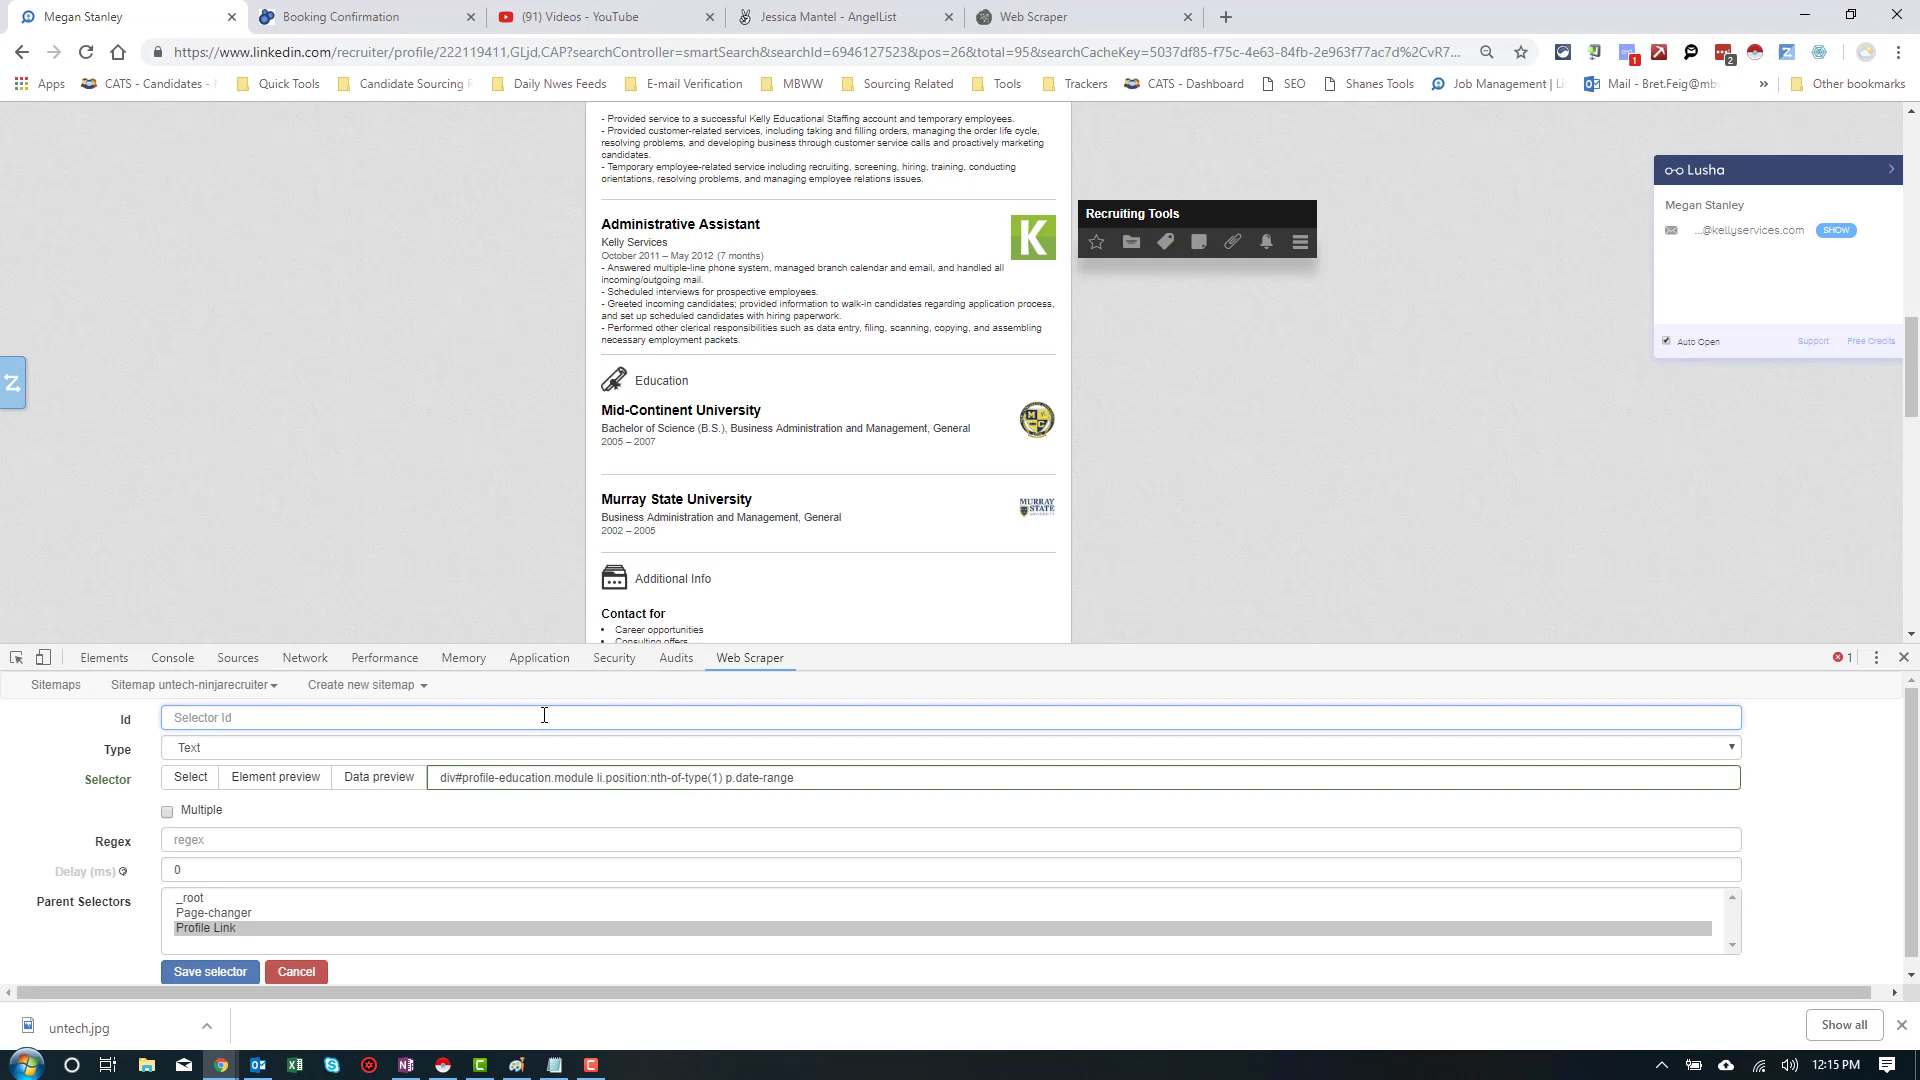 Megan Stanley
Booking Confirmation
(91) Videos - YouTube
Jessica Mantel - AngelList
Web Scraper
https://www.linkedin.com/recruiter/profile/222119411,GLjd,CAP?searchController=smartSearch&searchId=6946127523&pos=26&total=95&searchCacheKey=5037df85-f75c-4e63-84fb-2e963f77ac7d%2CvR7...
1
2
Apps
CATS - Candidates -
Quick Tools
Candidate Sourcing
Daily Nwes Feeds
E-mail Verification
MBWW
Sourcing Related
Tools
Trackers
CATS - Dashboard
SEO
Shanes Tools
Job Management | Li
Mail - Bret.Feig@mb
»
Other bookmarks
- Provided service to a successful Kelly Educational Staffing account and temporary employees.
- Provided customer-related services, including taking and filling orders, managing the order life cycle,
resolving problems, and developing business through customer service calls and proactively marketing
candidates.
- Temporary employee-related service including recruiting, screening, hiring, training, conducting
orientations, resolving problems, and managing employee relations issues.
Administrative Assistant
Kelly Services
October 2011 – May 2012 (7 months)
- Answered multiple-line phone system, managed branch calendar and email, and handled all
incoming/outgoing mail.
- Scheduled interviews for prospective employees.
- Greeted incoming candidates; provided information to walk-in candidates regarding application process,
and set up scheduled candidates with hiring paperwork.
- Performed other clerical responsibilities such as data entry, filing, scanning, copying, and assembling
necessary employment packets.
K
Education
Mid-Continent University
Bachelor of Science (B.S.), Business Administration and Management, General
2005 – 2007
Murray State University
Business Administration and Management, General
2002 – 2005
MURRAY
STATE
Additional Info
Contact for
• Career opportunities
• Consulting offers
Recruiting Tools
Lusha
Megan Stanley
...@kellyservices.com
SHOW
Auto Open
Support
Free Credits
Z
Elements
Console
Sources
Network
Performance
Memory
Application
Security
Audits
Web Scraper
1
Sitemaps
Sitemap untech-ninjarecruiter
Create new sitemap
Id
Selector Id
Type
Text
Selector
Select
Element preview
Data preview
div#profile-education.module li.position:nth-of-type(1) p.date-range
Multiple
Regex
regex
Delay (ms)
0
Parent Selectors
_root
Page-changer
Profile Link
Save selector
Cancel
untech.jpg
Show all
12:15 PM